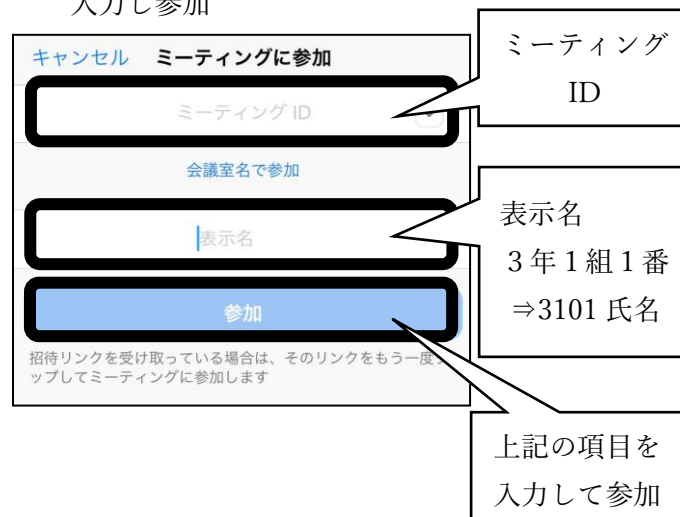 入力し参加
キャンセル ミーティングに参加
ミーティング ID
会議室名で参加
表示名
参加
招待リンクを受け取っている場合は、そのリンクをもう一度
ップしてミーティングに参加します
ミーティング
ID
表示名
３年１組１番
⇒3101 氏名
上記の項目を
入力して参加